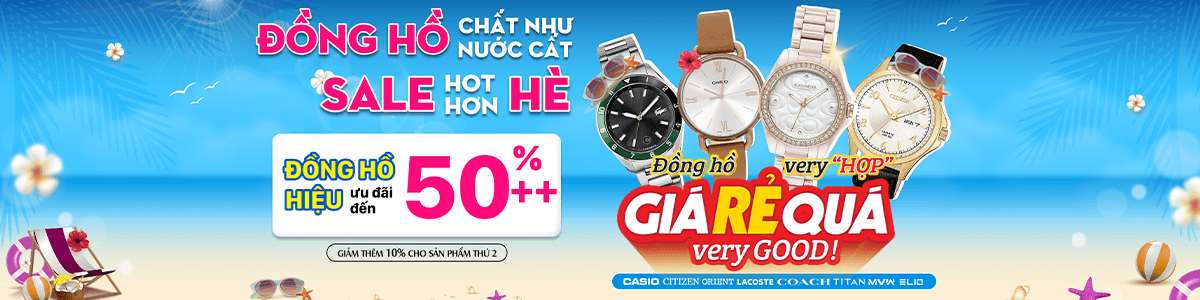 ĐỒNG HỒ CHẤT NHƯ NƯỚC CẤT
SALE HOT HƠN HÈ
ĐỒNG HỒ HIỆU ưu đãi đến 50%++
GIẢM THÊM 10% CHO SẢN PHẨM THỨ 2
Đồng hồ very “HỢP”
GIÁ RẺ QUÁ
very GOOD!
CASIO CITIZEN ORIENT LACOSTE COACH TITAN MVW ELIO
COACH
CITIZEN